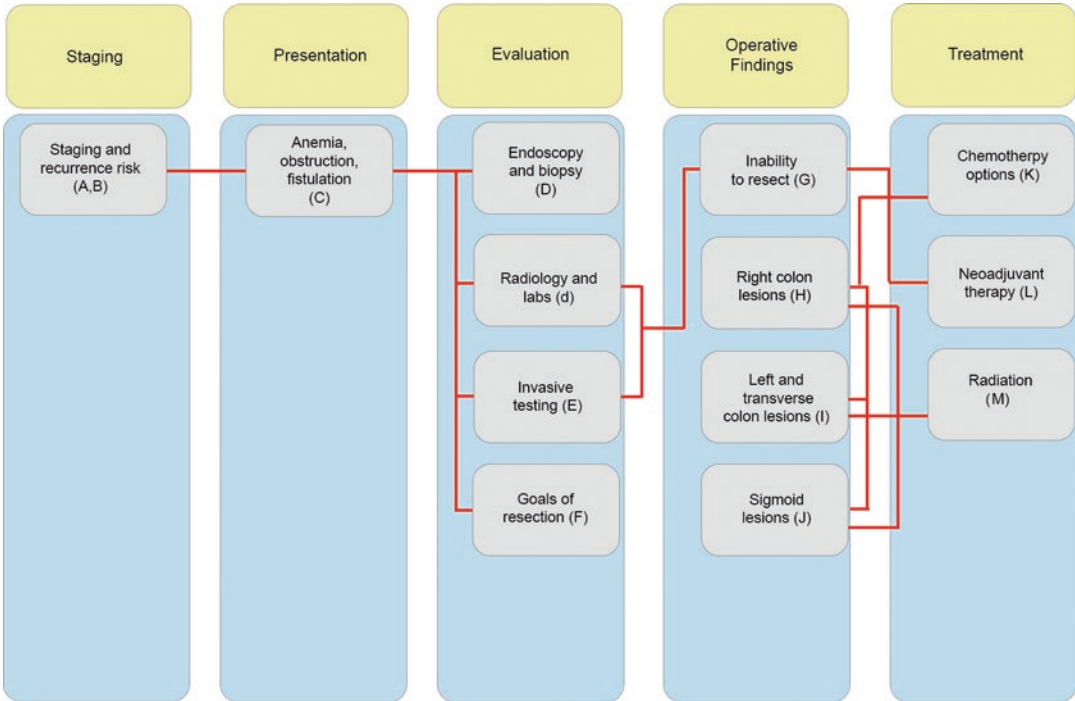 Staging
Presentation
Evaluation
Operative
Findings
Treatment
Staging and
recurrence risk
(A,B)
Anemia,
obstruction,
fistulation
(C)
Endoscopy
and biopsy
(D)
Radiology and
labs (d)
Invasive
testing (E)
Goals of
resection (F)
Inability
to resect (G)
Right colon
lesions (H)
Left and
transverse
colon lesions (I)
Sigmoid
lesions (J)
Chemotherpy
options (K)
Neoadjuvant
therapy (L)
Radiation
(M)